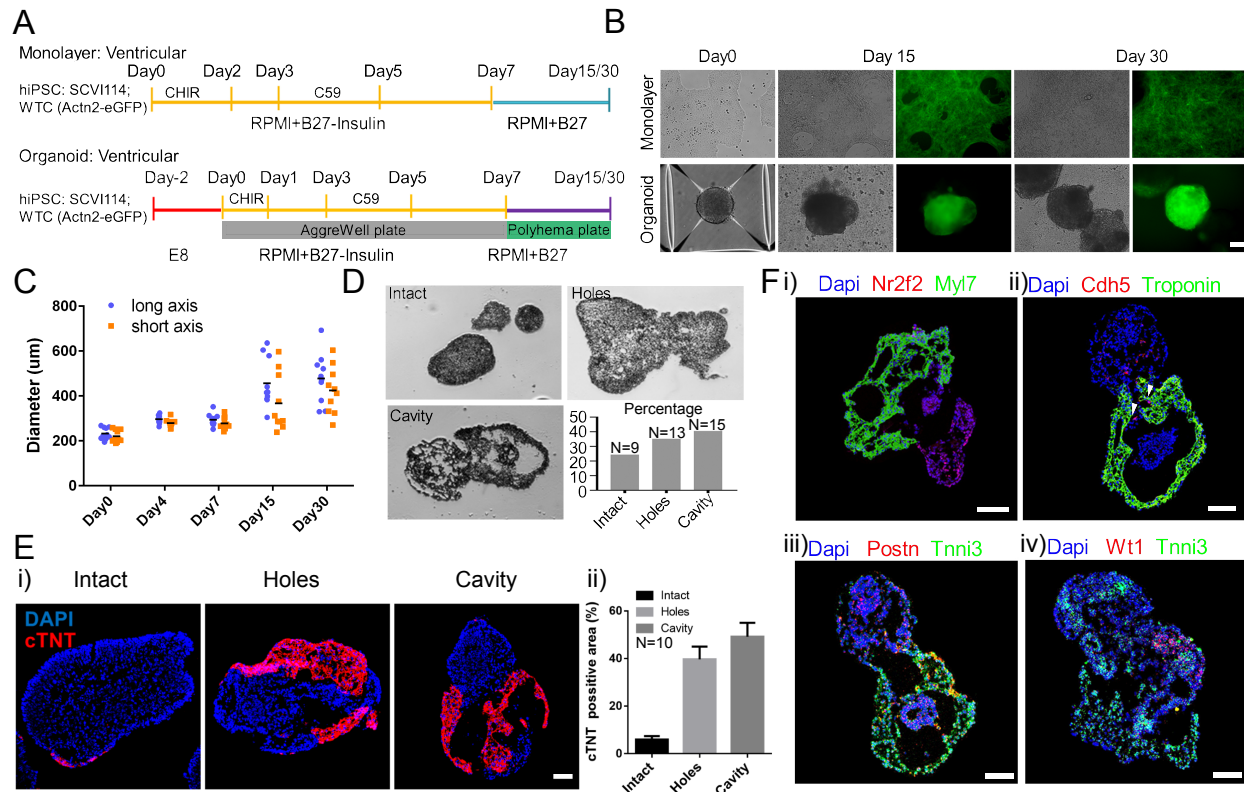 A
Monolayer: Ventricular
Day0 Day2 Day3 Day5 Day7 Day15/30
hiPSC: SCVI114;
WTC (Actn2-eGFP)
CHIR C59
RPMI+B27-Insulin RPMI+B27
Organoid: Ventricular
Day-2 Day0 Day1 Day3 Day5 Day7 Day15/30
hiPSC: SCVI114;
WTC (Actn2-eGFP)
CHIR C59
AggreWell plate Polyhema plate
E8 RPMI+B27-Insulin RPMI+B27
B
Day0 Day 15 Day 30
Monolayer
Organoid
C
long axis
short axis
Diameter (um)
800
600
400
200
0
Day0 Day4 Day7 Day15 Day30
D
Intact
Holes
Cavity
Percentage
50
40
30
20
10
0
N=9 N=13 N=15
Intact Holes Cavity
E
i) Intact Holes Cavity
DAPI
cTNT
ii)
Intact
Holes
Cavity
N=10
cTNT possitive area (%)
60
40
20
0
Intact Holes Cavity
F
i) Dapi Nr2f2 Myl7
ii) Dapi Cdh5 Troponin
iii) Dapi Postn Tnni3
iv) Dapi Wt1 Tnni3